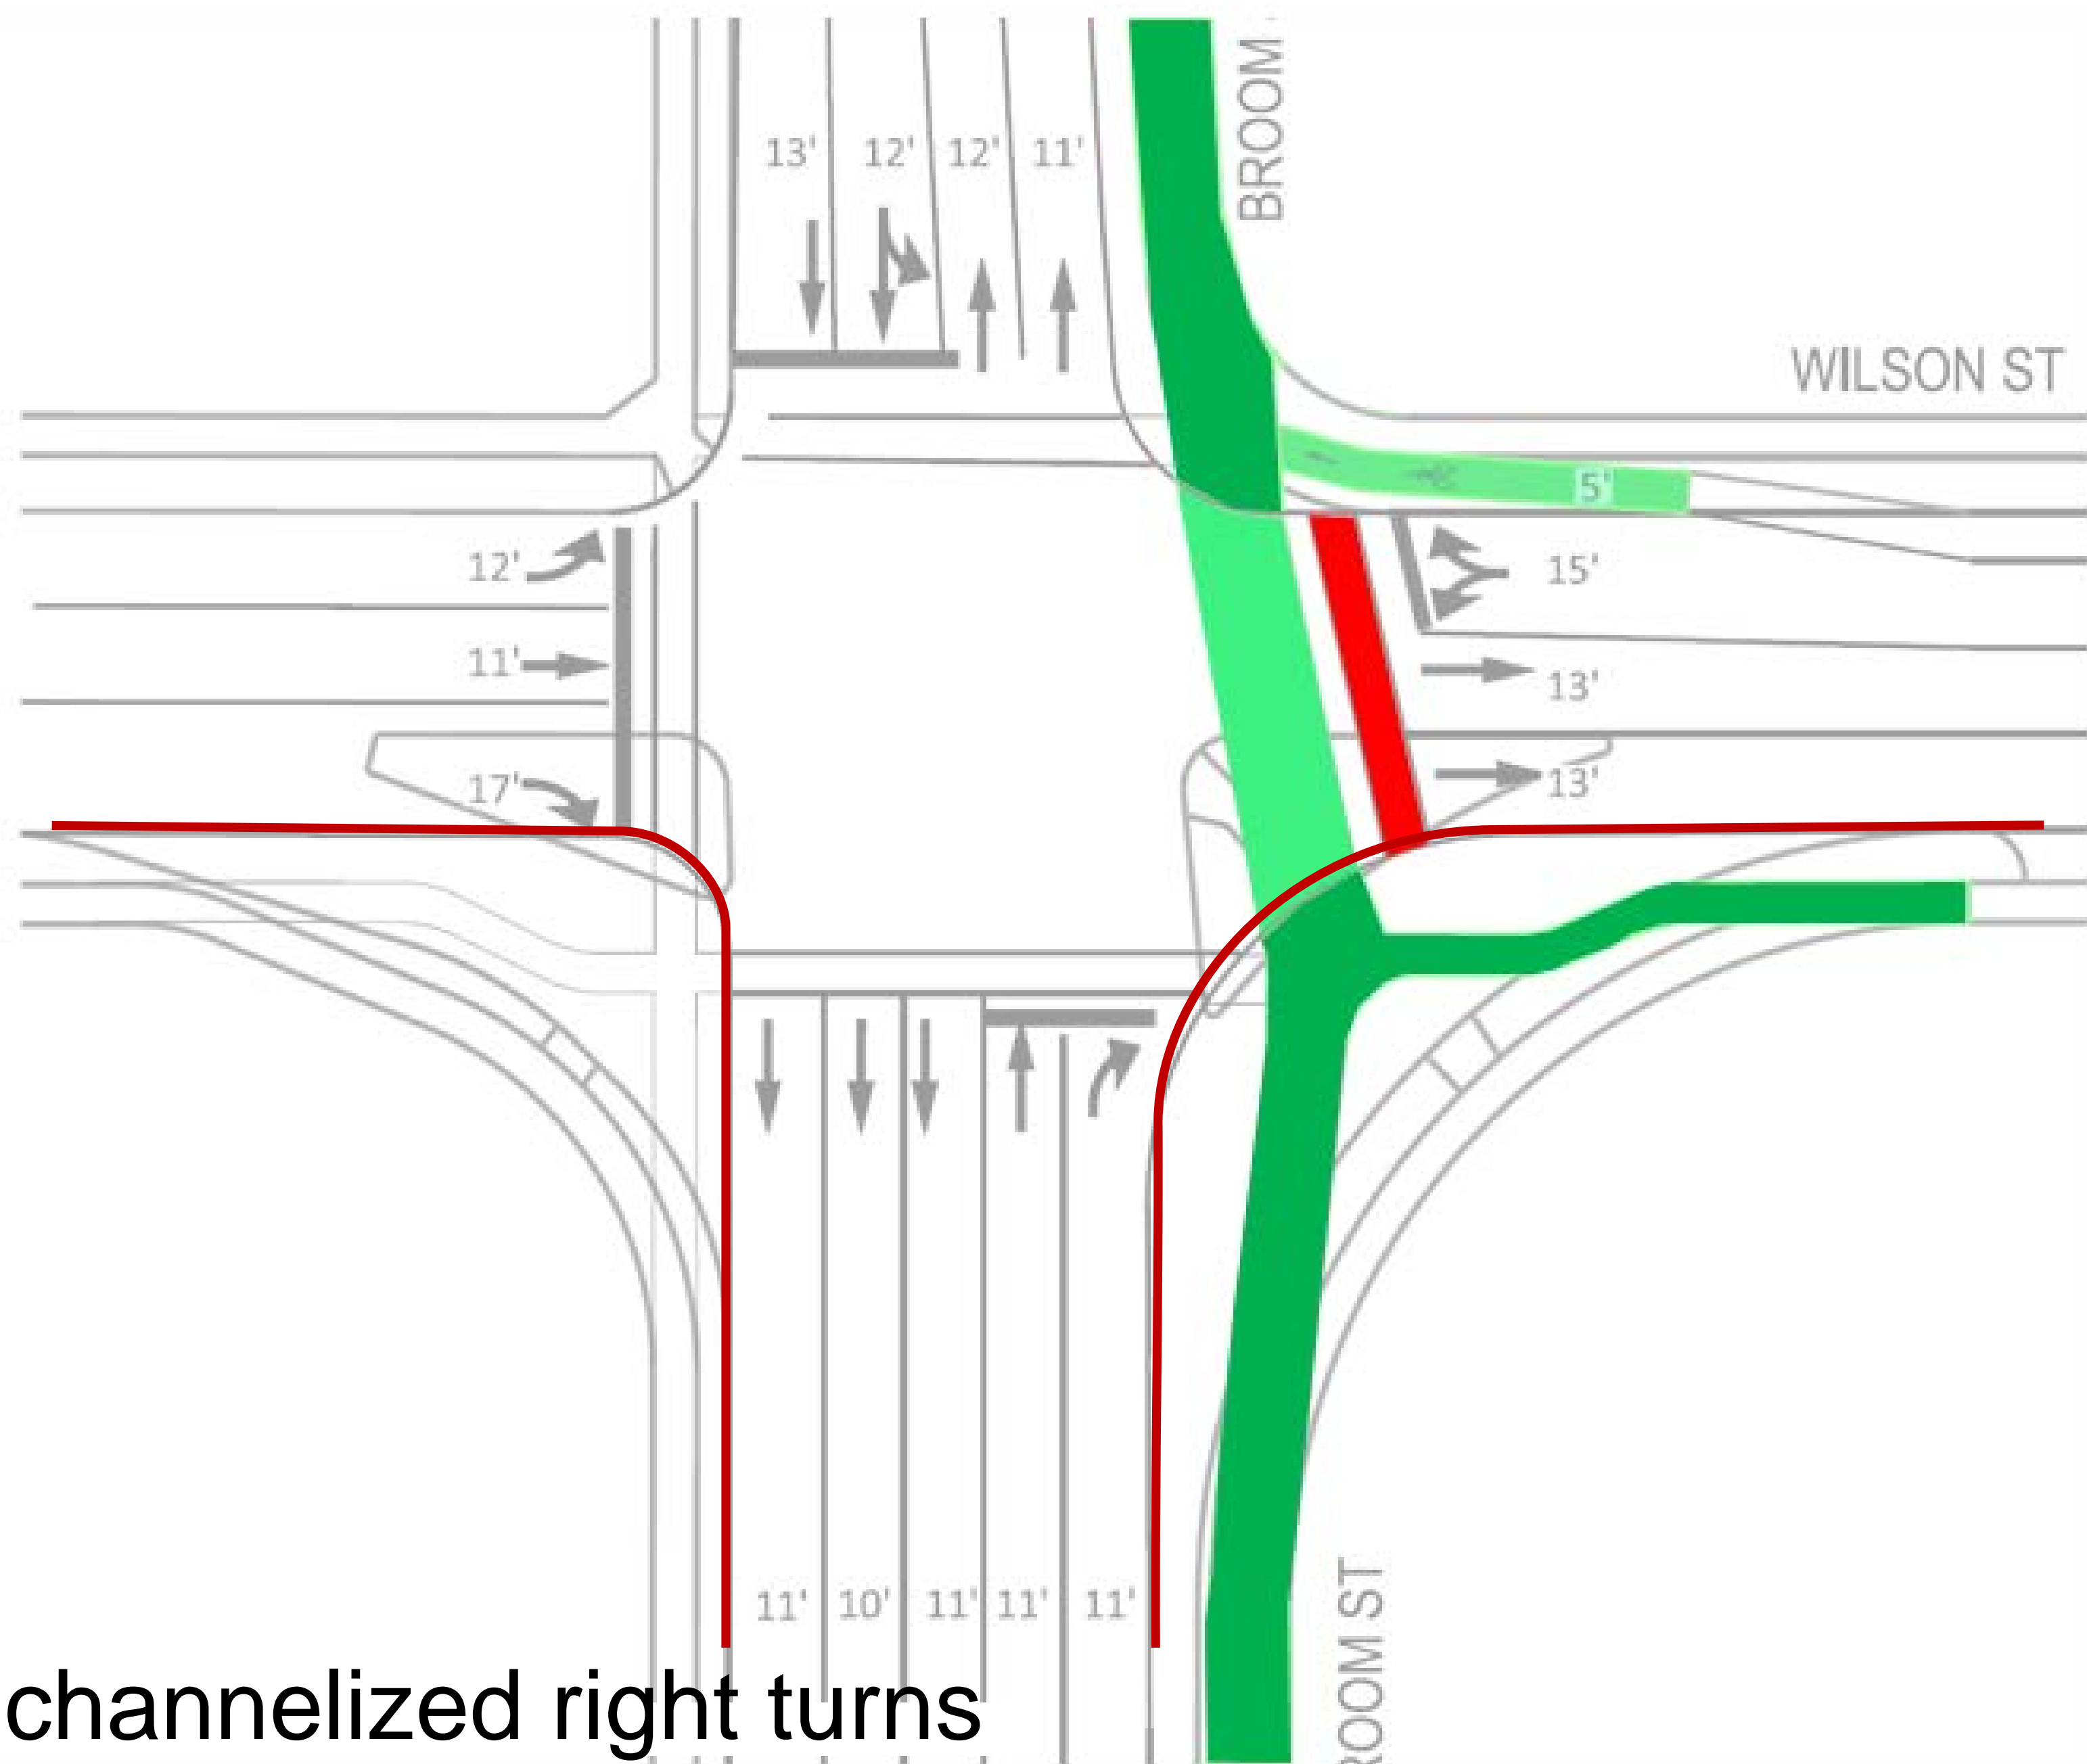 BROOM
13' 12' 12' 11'
WILSON ST
5'
12'
15'
11'
13'
17'
13'
11' 10' 11' 11' 11'
ROOM ST
channelized right turns